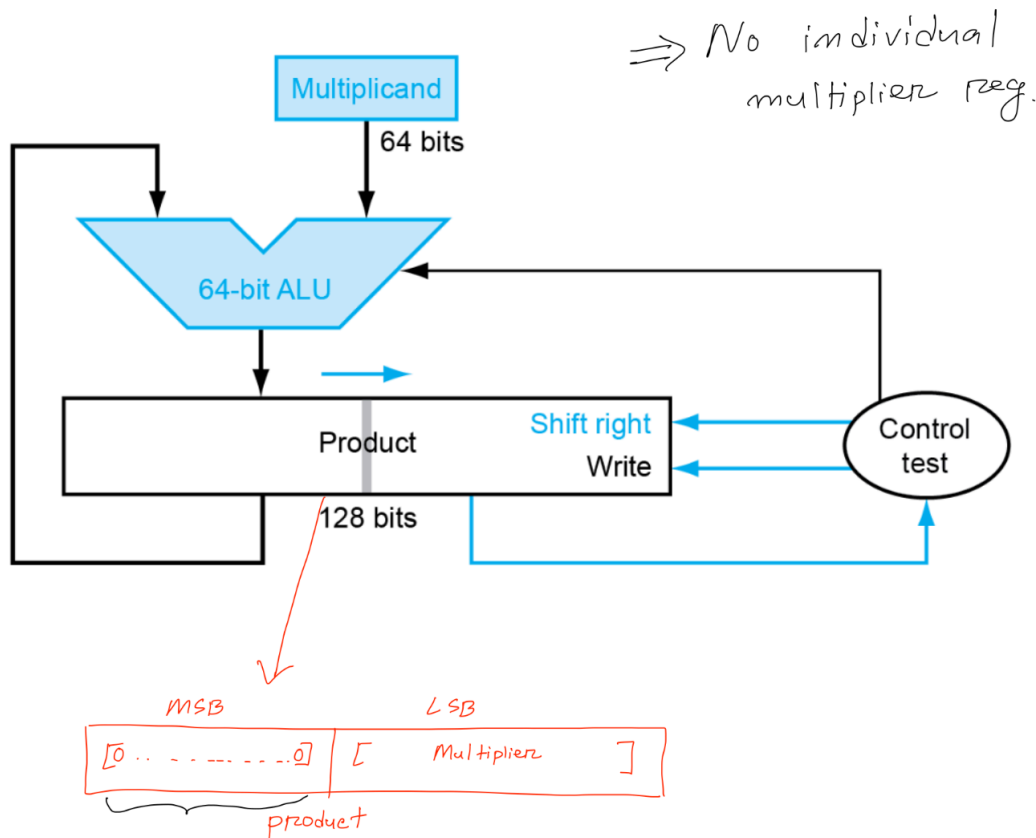 ⇒ No individual
multiplier reg.
Multiplicand
64 bits
64-bit ALU
Product
Shift right
Write
Control
test
128 bits
MSB
LSB
[0 .. - - ... - ....0]
[ Multiplier ]
product